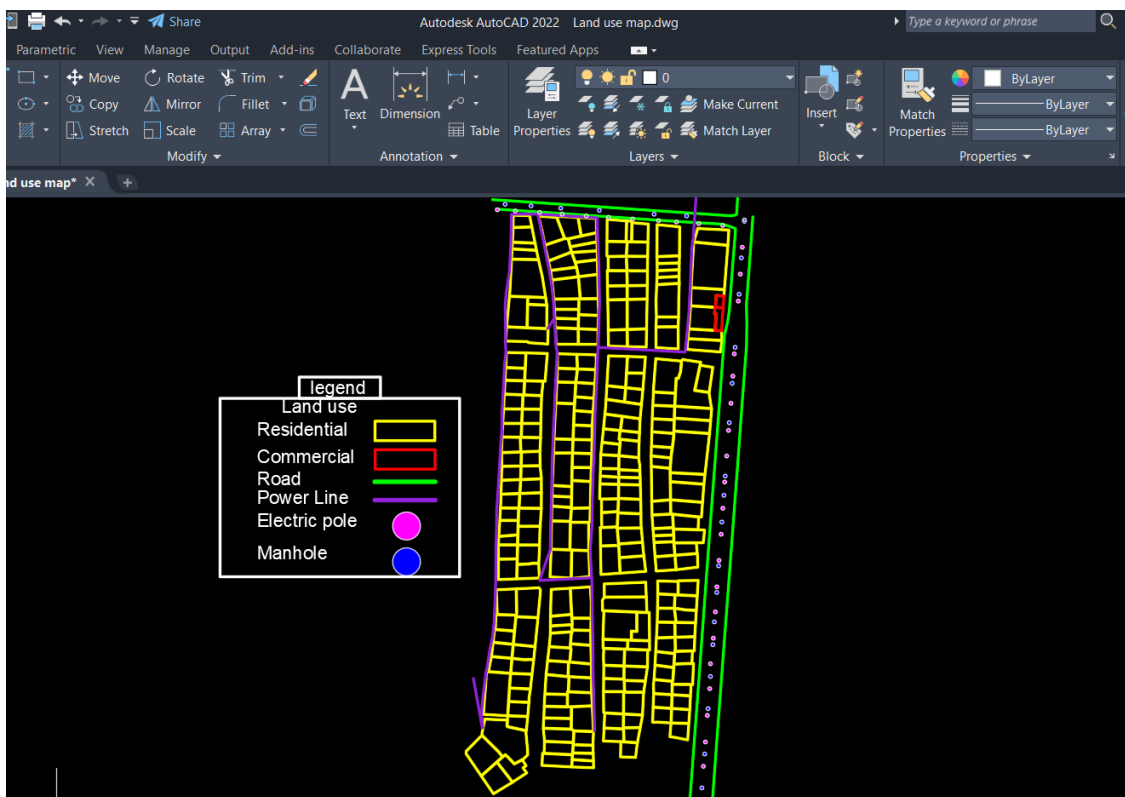 Share
Autodesk AutoCAD 2022 Land use map.dwg
Type a keyword or phrase
Parametric View Manage Output Add-ins Collaborate Express Tools Featured Apps
Move Rotate Trim
Copy Mirror Fillet
Stretch Scale Array
Modify
Text Dimension
Table
Annotation
Layer
Properties
0
Make Current
Match Layer
Layers
Insert
Block
Match
Properties
ByLayer
ByLayer
ByLayer
Properties
nd use map*
legend
Land use
Residential
Commercial
Road
Power Line
Electric pole
Manhole